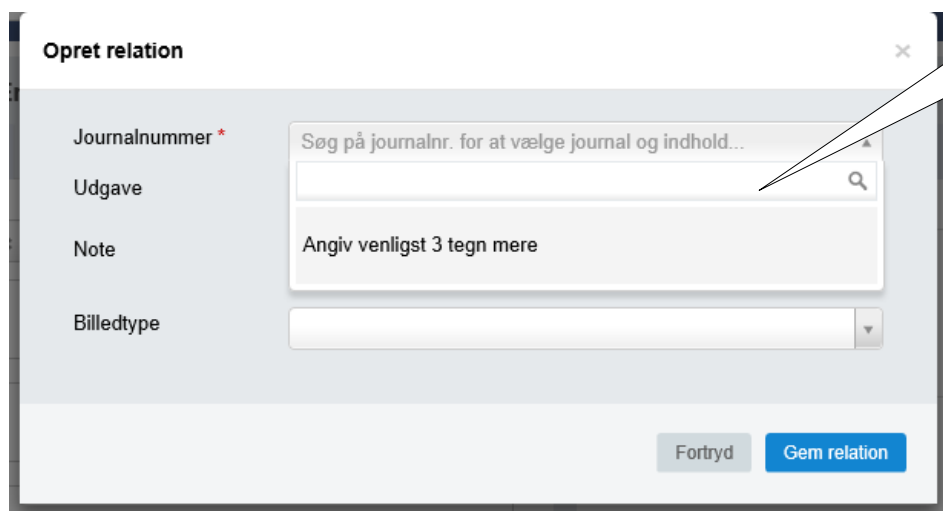 Opret relation
Journalnummer *
Søg på journalnr. for at vælge journal og indhold...
Udgave
Note
Angiv venligst 3 tegn mere
Billedtype
Fortryd
Gem relation